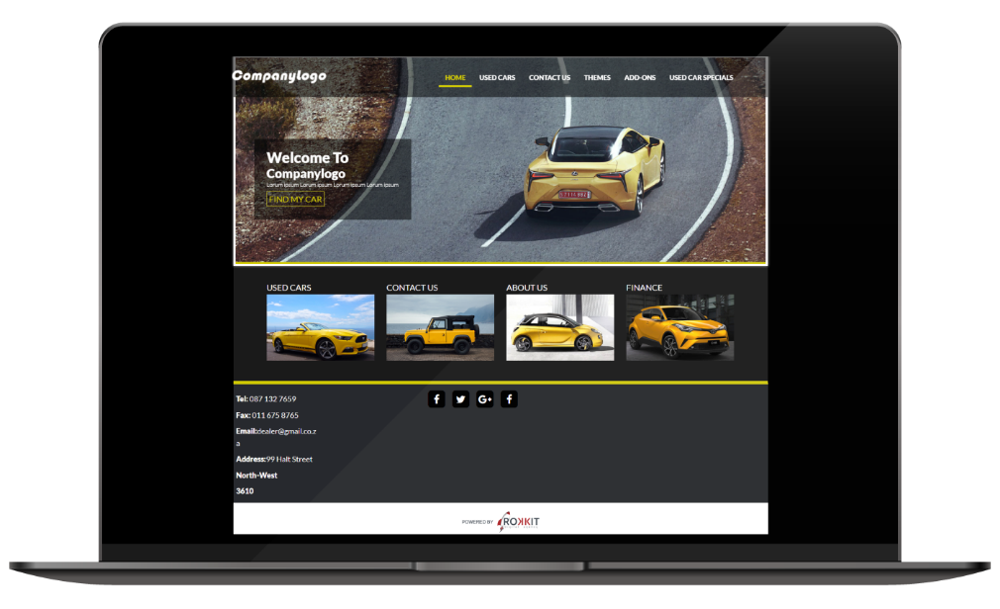 Companylogo
HOME USED CARS CONTACT US THEMES ADD-ONS USED CAR SPECIALS
Welcome To
Companylogo
Lorum Ipsum Lorum Ipsum Lorum Ipsum Lorum Ipsum
FIND MY CAR
USED CARS CONTACT US ABOUT US FINANCE
Tel: 087 132 7659
Fax: 011 675 8765
Email:dealer@gmail.co.z
a
Address:99 Halt Street
North-West
3610
POWERED BY ROKKIT